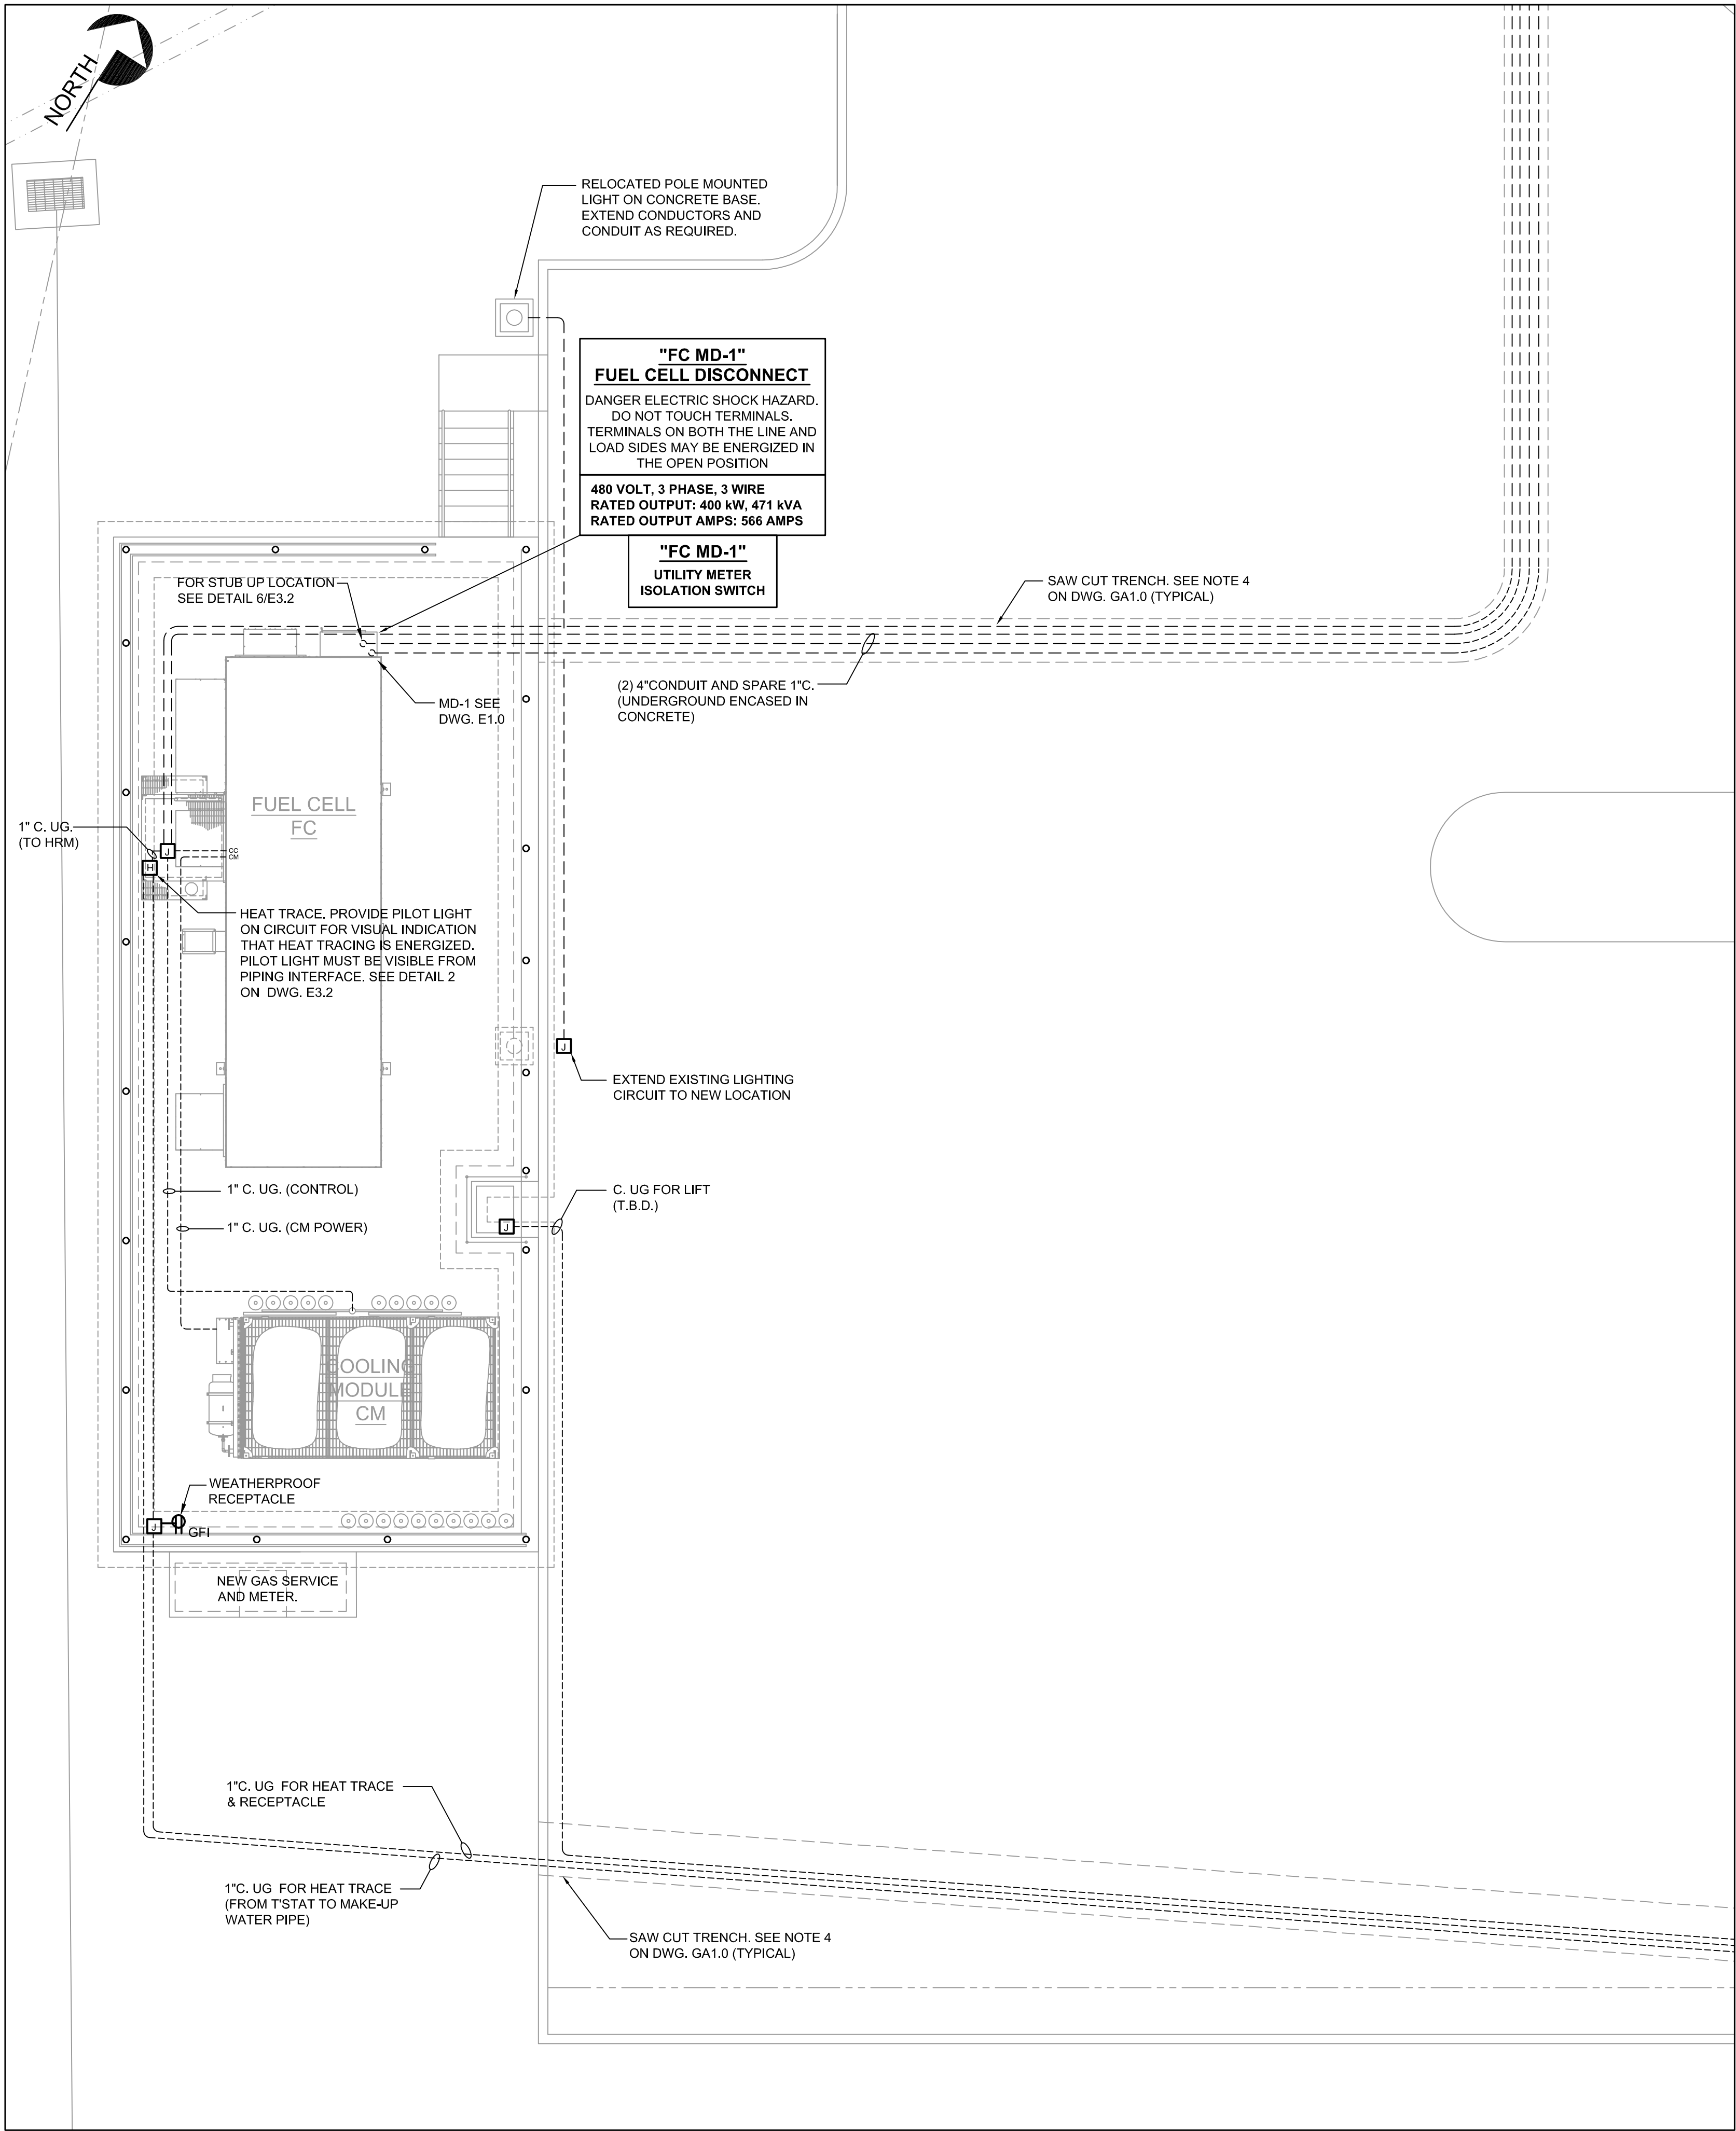 NORTH
RELOCATED POLE MOUNTED
LIGHT ON CONCRETE BASE.
EXTEND CONDUCTORS AND
CONDUIT AS REQUIRED.
"FC MD-1"
FUEL CELL DISCONNECT
DANGER ELECTRIC SHOCK HAZARD.
DO NOT TOUCH TERMINALS.
TERMINALS ON BOTH THE LINE AND
LOAD SIDES MAY BE ENERGIZED IN
THE OPEN POSITION
480 VOLT, 3 PHASE, 3 WIRE
RATED OUTPUT: 400 kW, 471 kVA
RATED OUTPUT AMPS: 566 AMPS
"FC MD-1"
UTILITY METER
ISOLATION SWITCH
FOR STUB UP LOCATION
SEE DETAIL 6/E3.2
SAW CUT TRENCH. SEE NOTE 4
ON DWG. GA1.0 (TYPICAL)
(2) 4"CONDUIT AND SPARE 1"C.
(UNDERGROUND ENCASED IN
CONCRETE)
MD-1 SEE
DWG. E1.0
FUEL CELL
FC
1" C. UG.
(TO HRM)
J
CC
CM
H
HEAT TRACE. PROVIDE PILOT LIGHT
ON CIRCUIT FOR VISUAL INDICATION
THAT HEAT TRACING IS ENERGIZED.
PILOT LIGHT MUST BE VISIBLE FROM
PIPING INTERFACE. SEE DETAIL 2
ON DWG. E3.2
J
EXTEND EXISTING LIGHTING
CIRCUIT TO NEW LOCATION
1" C. UG. (CONTROL)
1" C. UG. (CM POWER)
C. UG FOR LIFT
(T.B.D.)
J
COOLING
MODULE
CM
WEATHERPROOF
RECEPTACLE
J
GFI
NEW GAS SERVICE
AND METER.
1"C. UG FOR HEAT TRACE
& RECEPTACLE
1"C. UG FOR HEAT TRACE
(FROM T'STAT TO MAKE-UP
WATER PIPE)
SAW CUT TRENCH. SEE NOTE 4
ON DWG. GA1.0 (TYPICAL)